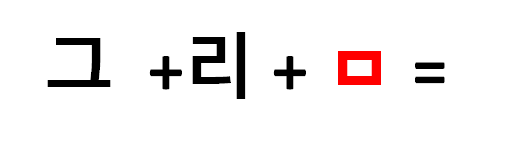 그 +리 + ㅁ =